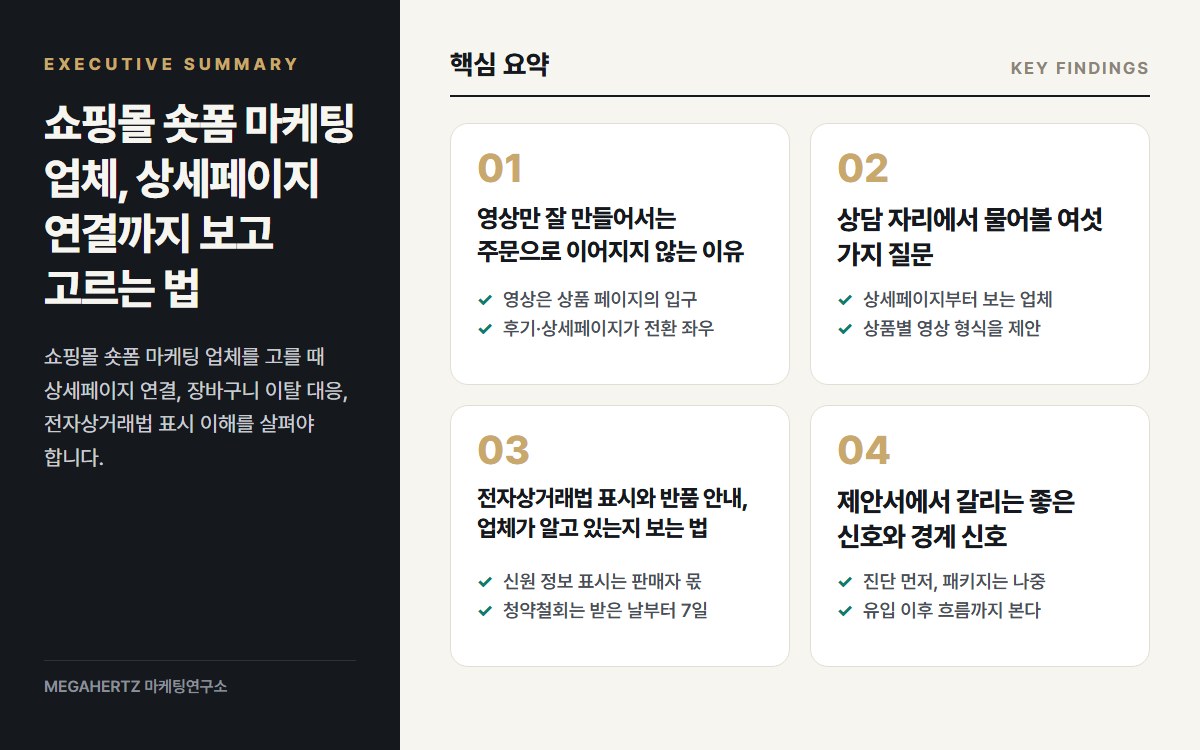 EXECUTIVE SUMMARY
쇼핑몰 숏폼 마케팅
업체, 상세페이지
연결까지 보고
고르는 법
쇼핑몰 숏폼 마케팅 업체를 고를 때
상세페이지 연결, 장바구니 이탈 대응,
전자상거래법 표시 이해를 살펴야
합니다.
MEGAHERTZ 마케팅연구소
핵심 요약
KEY FINDINGS
01
영상만 잘 만들어서는
주문으로 이어지지 않는 이유
영상은 상품 페이지의 입구
후기·상세페이지가 전환 좌우
02
상담 자리에서 물어볼 여섯
가지 질문
상세페이지부터 보는 업체
상품별 영상 형식을 제안
03
전자상거래법 표시와 반품 안내,
업체가 알고 있는지 보는 법
신원 정보 표시는 판매자 몫
청약철회는 받은 날부터 7일
04
제안서에서 갈리는 좋은
신호와 경계 신호
진단 먼저, 패키지는 나중
유입 이후 흐름까지 본다